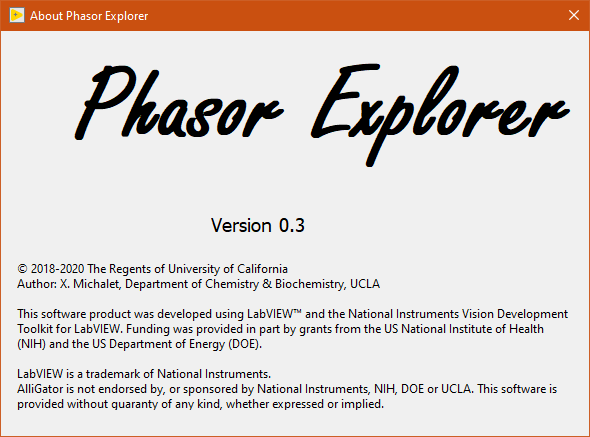 About Phasor Explorer
Phasor Explorer
Version 0.3
© 2018-2020 The Regents of University of California
Author: X. Michalet, Department of Chemistry & Biochemistry, UCLA
This software product was developed using LabVIEW™ and the National Instruments Vision Development
Toolkit for LabVIEW. Funding was provided in part by grants from the US National Institute of Health
(NIH) and the US Department of Energy (DOE).
LabVIEW is a trademark of National Instruments.
AlliGator is not endorsed by, or sponsored by National Instruments, NIH, DOE or UCLA. This software is
provided without quaranty of any kind, whether expressed or implied.